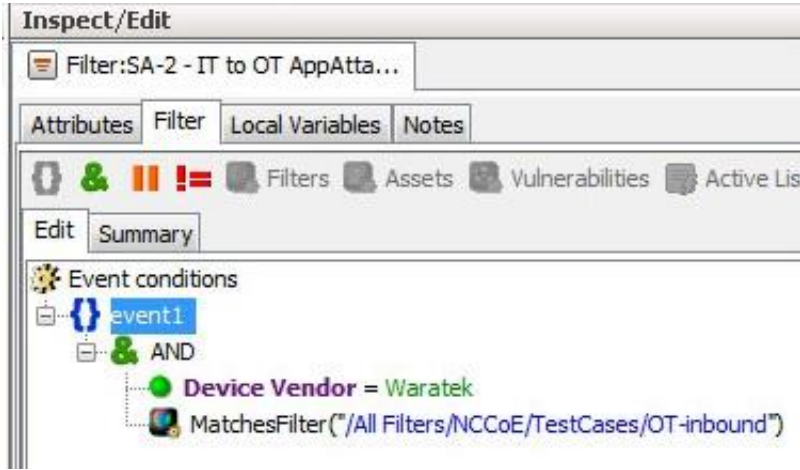 Inspect/Edit
Filter:SA-2 - IT to OT AppAtta...
Attributes Filter Local Variables Notes
Filters Assets Vulnerabilities Active Lis
Edit Summary
Event conditions
event1
AND
Device Vendor = Waratek
MatchesFilter("/All Filters/NCCoE/TestCases/OT-inbound")